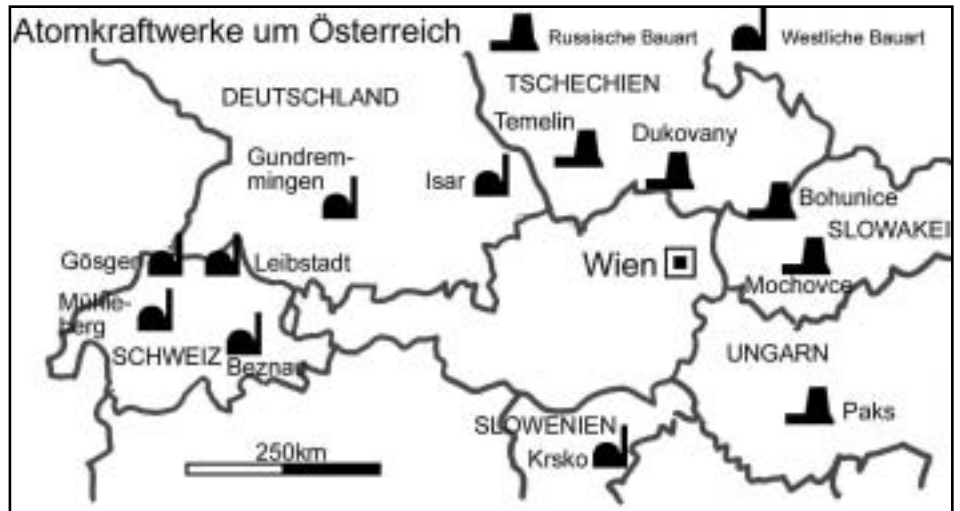 Atomkraftwerke um Österreich
Russische Bauart
Westliche Bauart
DEUTSCHLAND
TSCHECHIEN
Temelin
Dukovany
Gundrem-
mingen
Isar
Bohunice
SLOWAKEI
Gösgen
Leibstadt
Wien
Mochovce
Mühle-
berg
SCHWEIZ
Beznau
UNGARN
Paks
SLOWENIEN
Krsko
250km